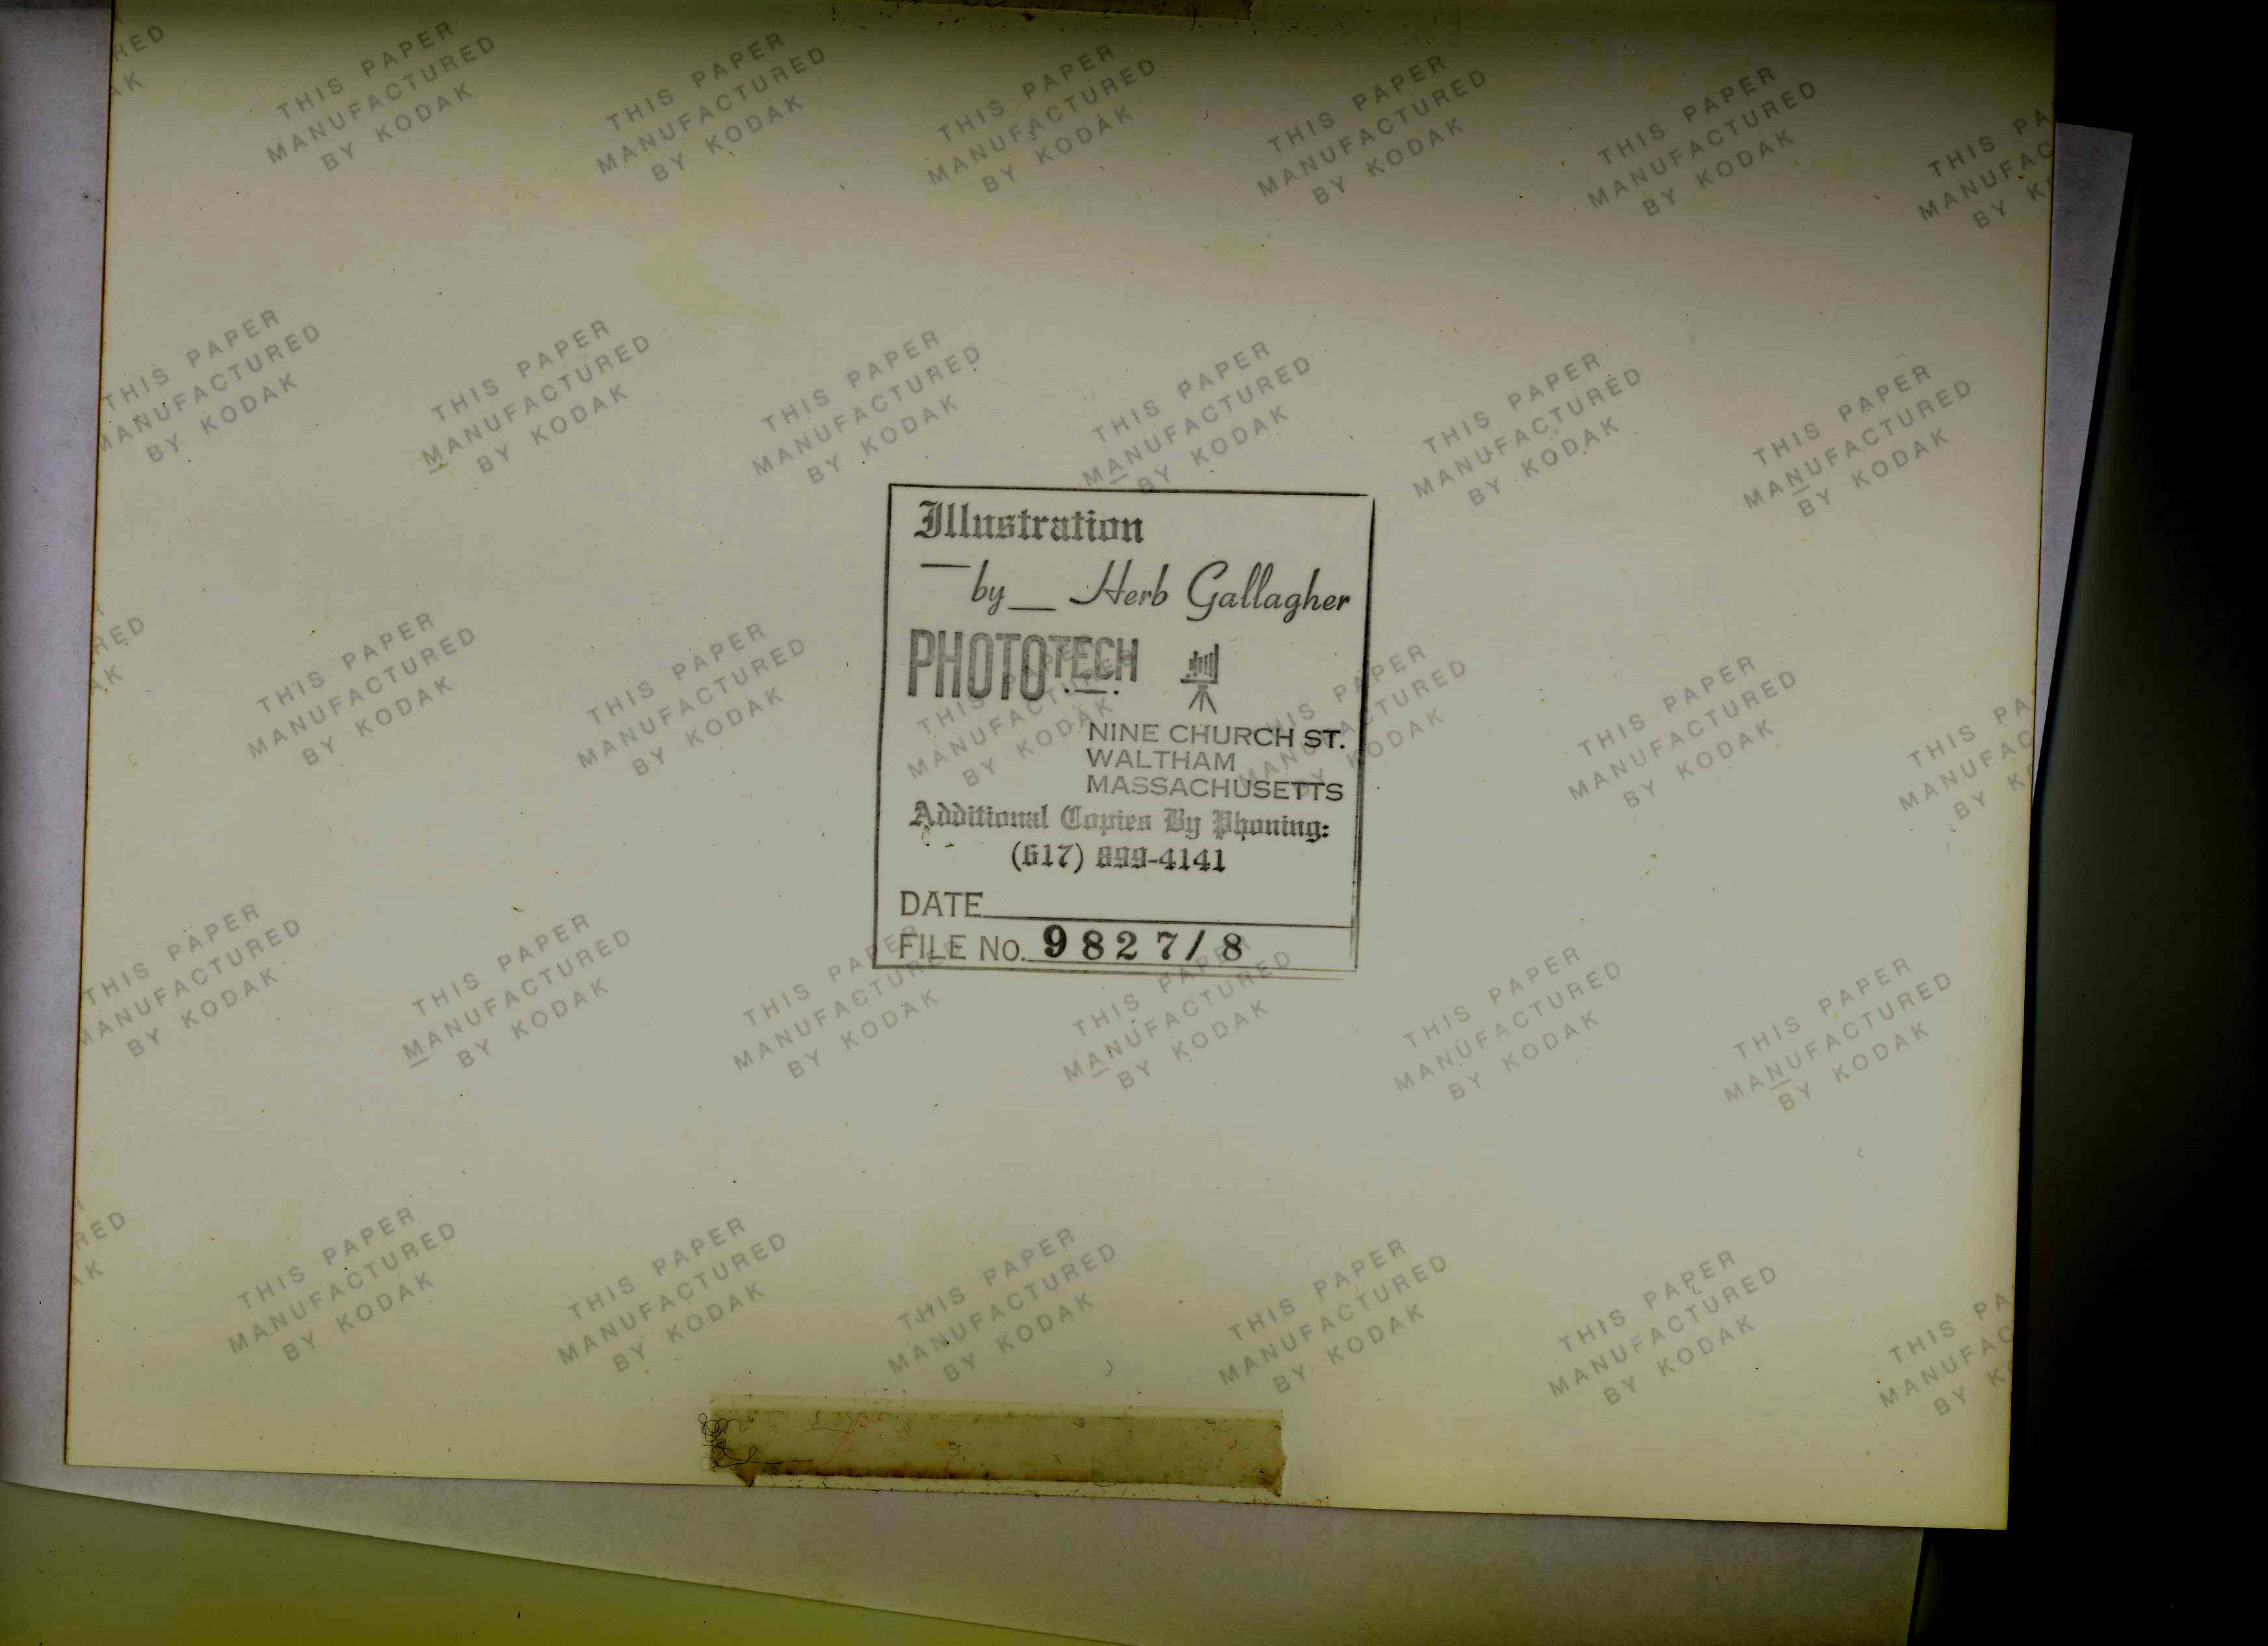 THIS PAPER
MANUFACTURED
BY KODAK
Illustration
by Herb Gallagher
PHOTOTECH
NINE CHURCH ST.
WALTHAM
MASSACHUSETTS
Additional Copies By Phoning:
(617) 899-4141
DATE
FILE No. 9827/8